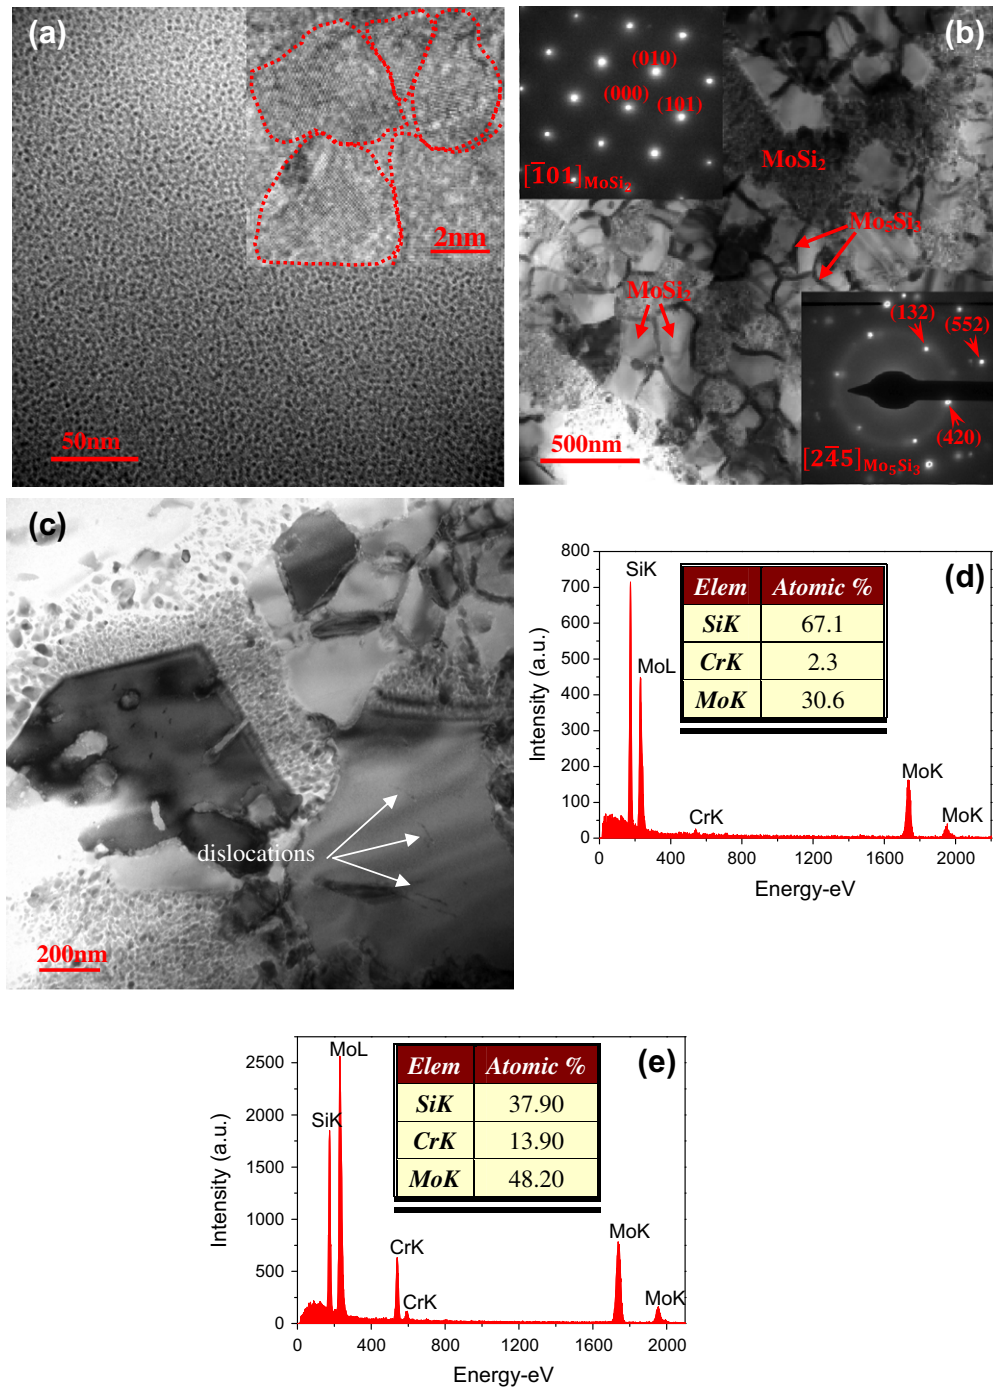 (a)
2nm
50nm
(b)
(010)
(000)
(101)
[1̅01]MoSi₂
MoSi₂
Mo₅Si₃
MoSi₂
(132)
(552)
(420)
[24̅5]Mo₅Si₃
500nm
(c)
dislocations
200nm
(d)
800
700
600
500
400
300
200
100
0
Intensity (a.u.)
SiK
MoL
CrK
MoK
MoK
Elem Atomic %
SiK 67.1
CrK 2.3
MoK 30.6
0 400 800 1200 1600 2000
Energy-eV
(e)
2500
2000
1500
1000
500
0
Intensity (a.u.)
MoL
SiK
CrK
CrK
MoK
MoK
Elem Atomic %
SiK 37.90
CrK 13.90
MoK 48.20
0 400 800 1200 1600 2000
Energy-eV